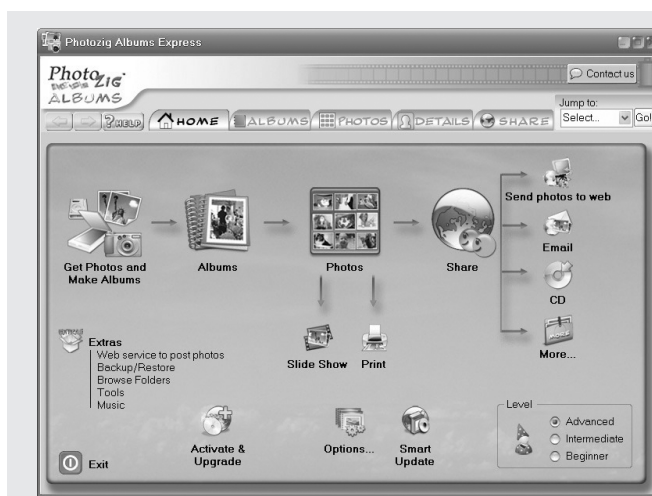 Photozig Albums Express
Photozig
ALBUMS
Contact us
Jump to:
HELP
HOME
ALBUMS
PHOTOS
DETAILS
SHARE
Select...
Go!
Get Photos and
Make Albums
Albums
Photos
Share
Send photos to web
Email
CD
More...
Slide Show
Print
Extras
Web service to post photos
Backup/Restore
Browse Folders
Tools
Music
Activate &
Upgrade
Options...
Smart
Update
Level
Advanced
Intermediate
Beginner
Exit